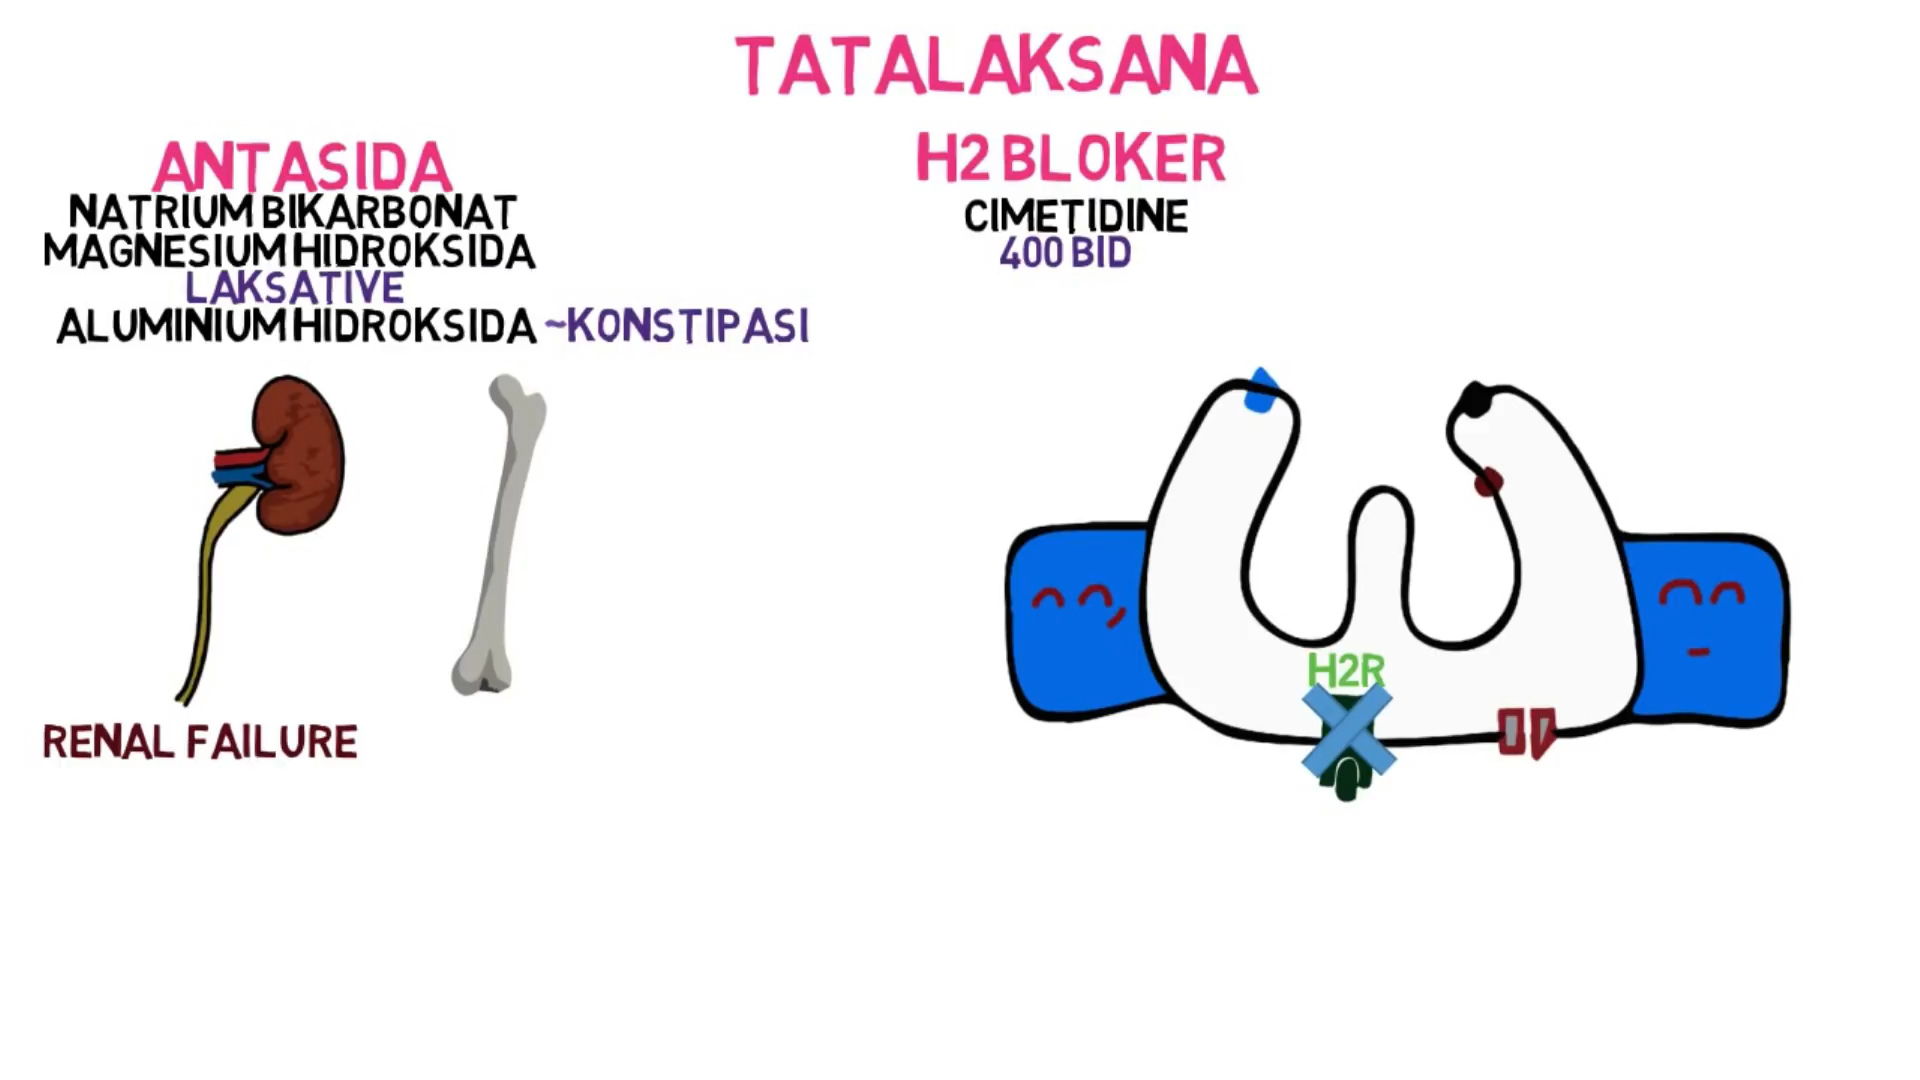 TATALAKSANA
ANTASIDA
NATRIUM BIKARBONAT
MAGNESIUM HIDROKSIDA
LAKSATIVE
ALUMINIUM HIDROKSIDA ~KONSTIPASI
RENAL FAILURE
H2 BLOKER
CIMETIDINE
400 BID
H2R